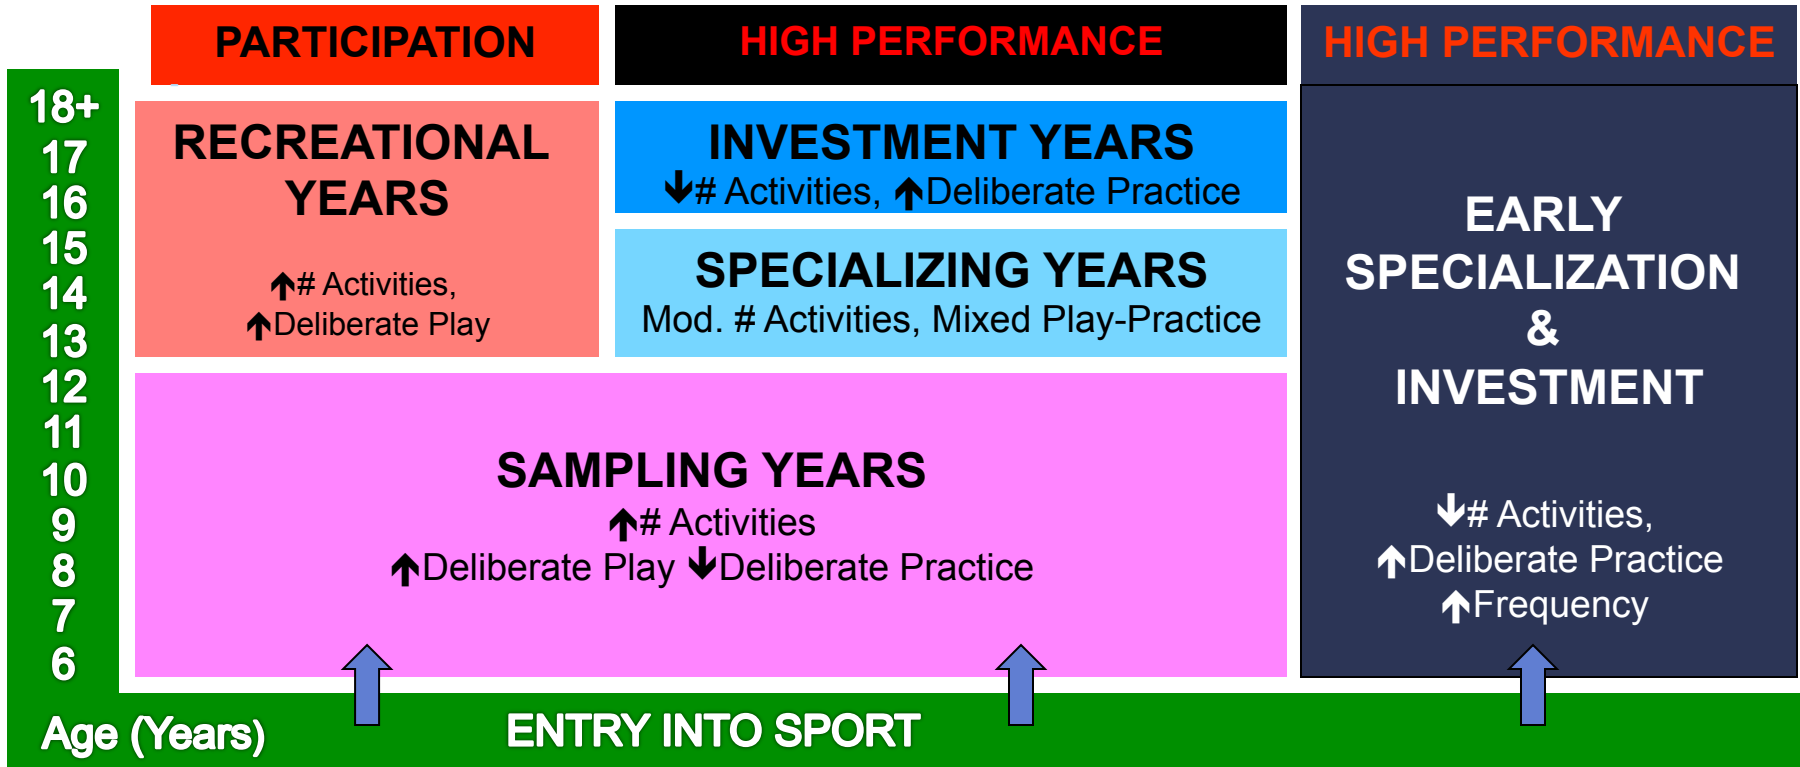 PARTICIPATION
HIGH PERFORMANCE
HIGH PERFORMANCE
18+
17
16
15
14
13
12
11
10
9
8
7
6
RECREATIONAL
YEARS
↑# Activities,
↑Deliberate Play
INVESTMENT YEARS
↓# Activities, ↑Deliberate Practice
SPECIALIZING YEARS
Mod. # Activities, Mixed Play-Practice
SAMPLING YEARS
↑# Activities
↑Deliberate Play ↓Deliberate Practice
EARLY
SPECIALIZATION
&
INVESTMENT
↓# Activities,
↑Deliberate Practice
↑Frequency
Age (Years)
ENTRY INTO SPORT